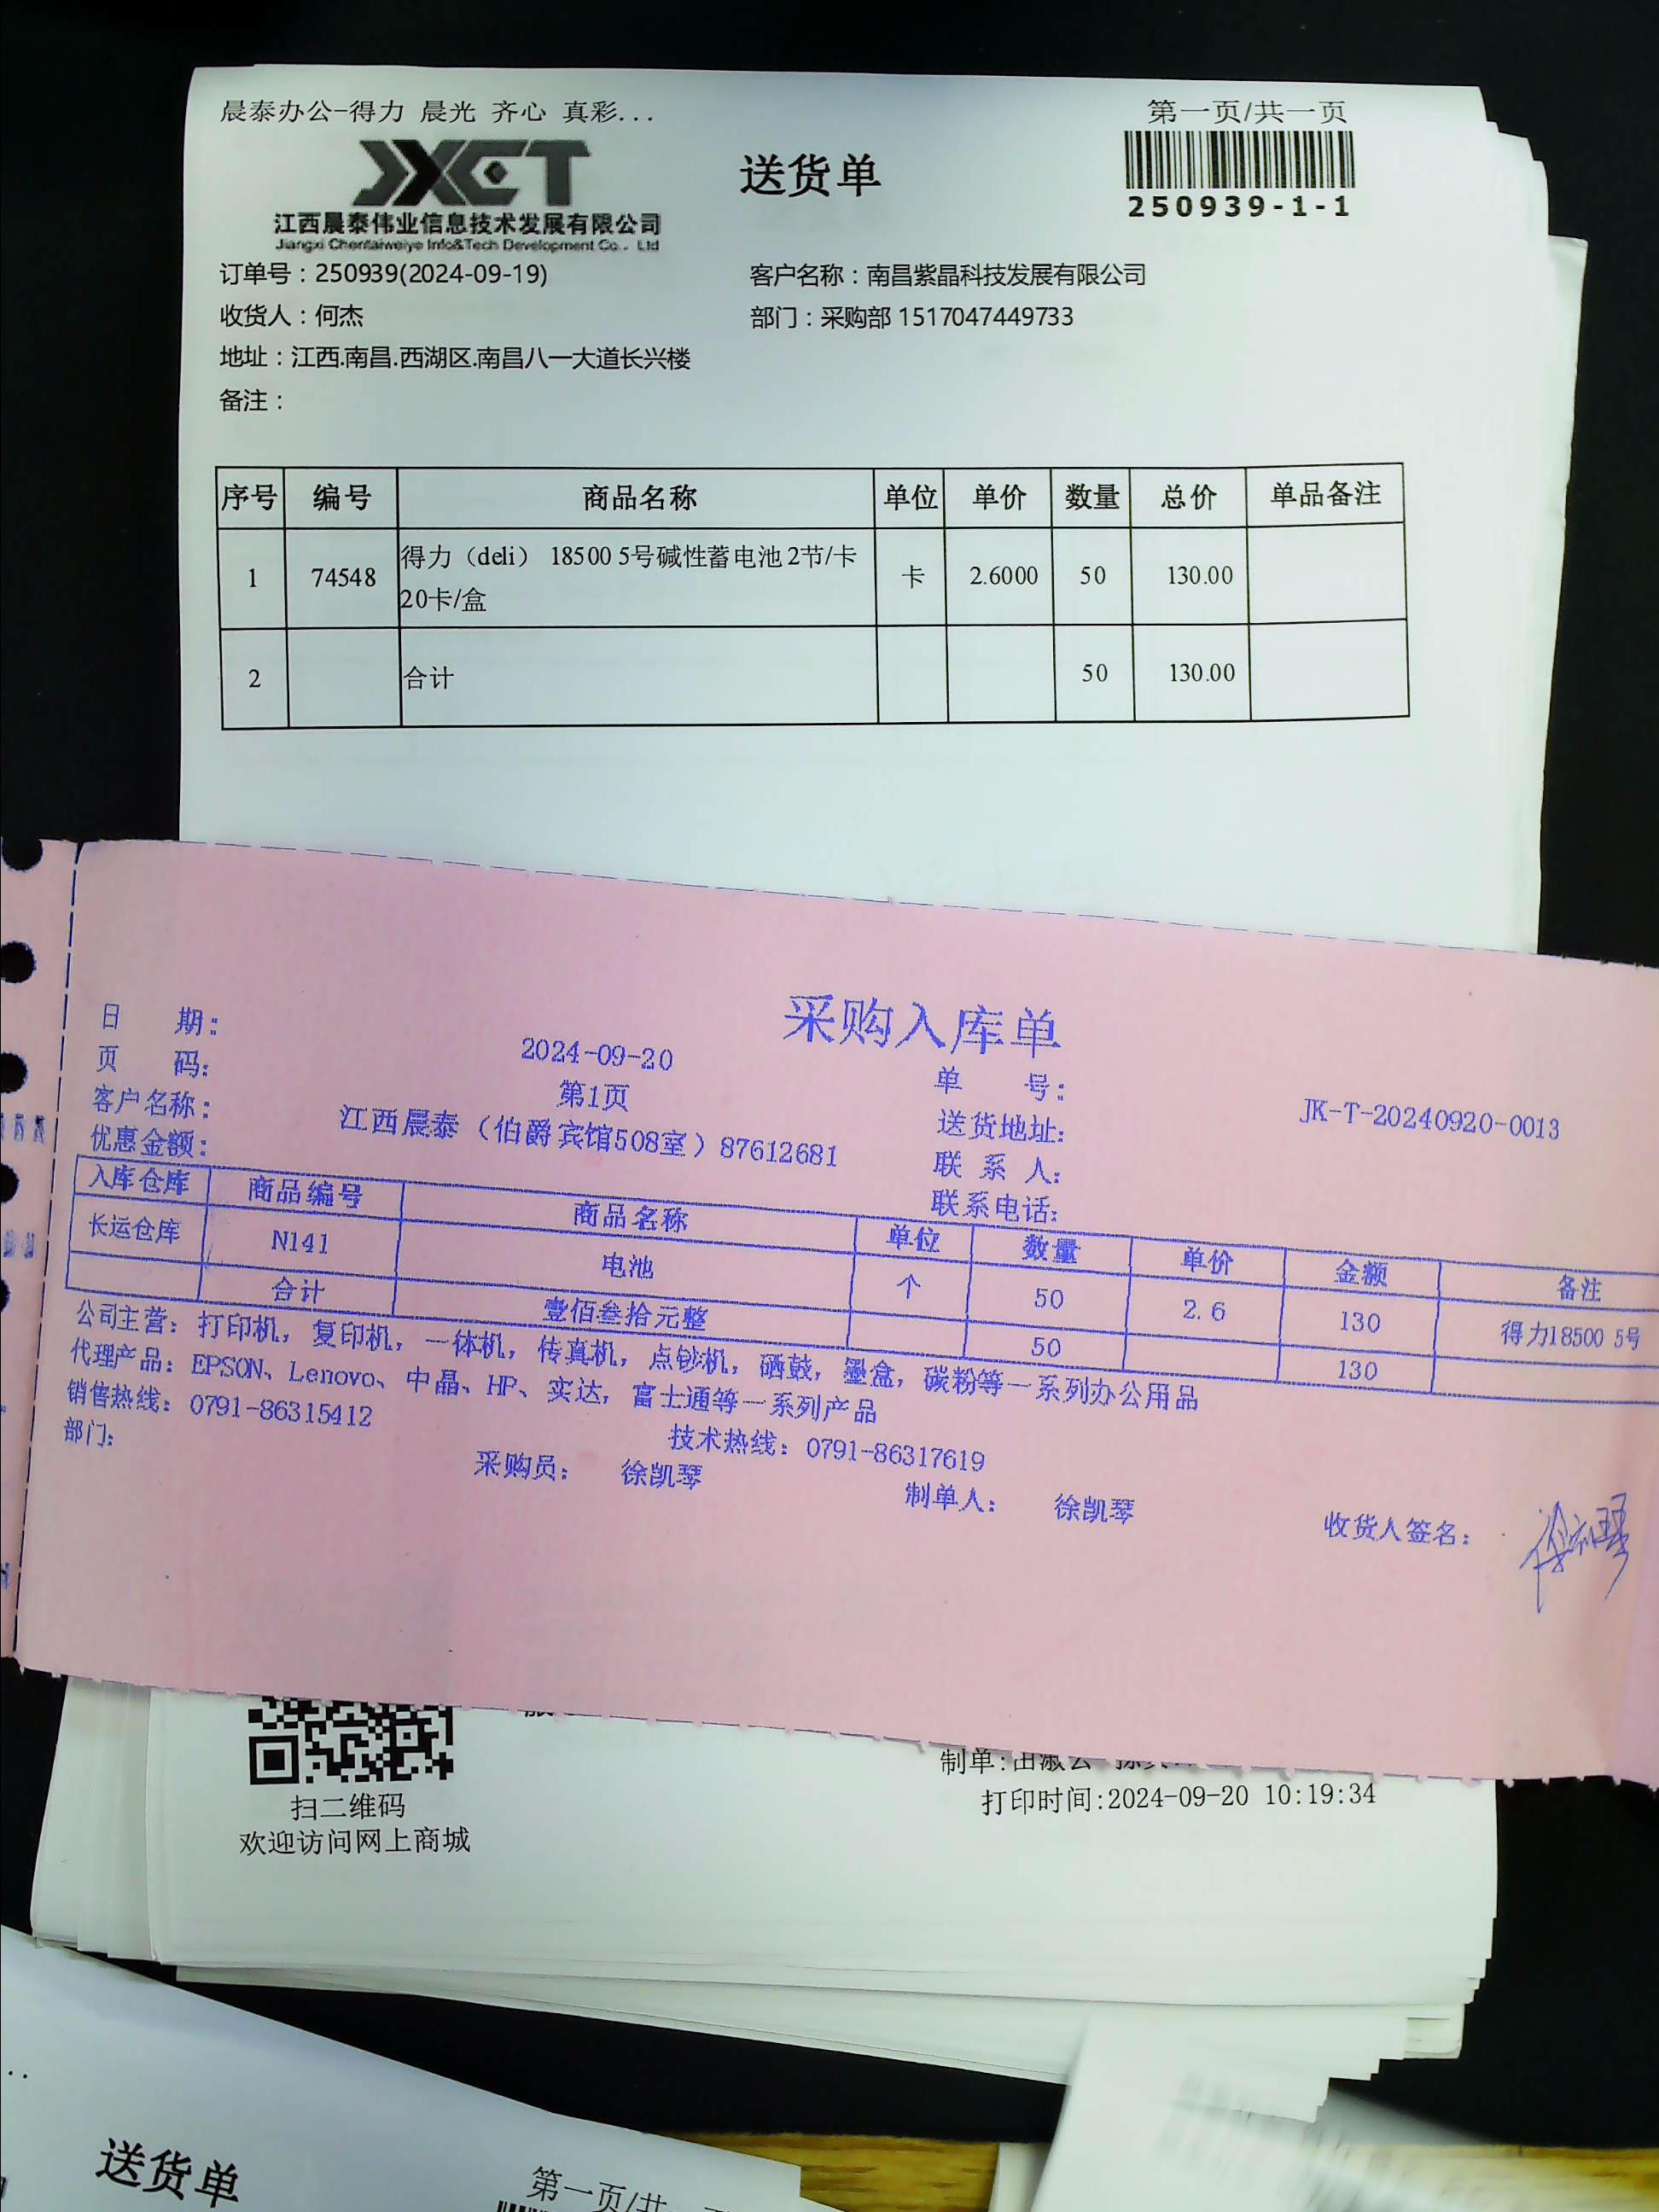 晨泰办公-得力 晨光 齐心 真彩...
第一页/共一页
JXCT
送货单
250939-1-1
江西晨泰伟业信息技术发展有限公司
Jiangxi Chentaiweiye Info&Tech Development Co., Ltd
订单号：250939(2024-09-19) 客户名称：南昌紫晶科技发展有限公司
收货人：何杰 部门：采购部 1517047449733
地址：江西.南昌.西湖区.南昌八一大道长兴楼
备注：
序号 编号 商品名称 单位 单价 数量 总价 单品备注
1 74548 得力（deli） 18500 5号碱性蓄电池 2节/卡 20卡/盒 卡 2.6000 50 130.00
2 合计 50 130.00
采购入库单
日 期： 2024-09-20 单 号： JK-T-20240920-0013
页 码： 第1页 送货地址：
客户名称： 江西晨泰（伯爵宾馆508室）87612681 联 系 人：
优惠金额： 联系电话：
入库仓库 商品编号 商品名称 单位 数量 单价 金额 备注
长运仓库 N141 电池 个 50 2.6 130 得力18500 5号
合计 壹佰叁拾元整 50 130
公司主营：打印机，复印机，一体机，传真机，点钞机，硒鼓，墨盒，碳粉等一系列办公用品
代理产品：EPSON、Lenovo、中晶、HP、实达，富士通等一系列产品
销售热线：0791-86315412 技术热线：0791-86317619
部门： 采购员： 徐凯琴 制单人： 徐凯琴 收货人签名： 徐凯琴
制单:
打印时间:2024-09-20 10:19:34
扫二维码
欢迎访问网上商城
送货单
第一页/共